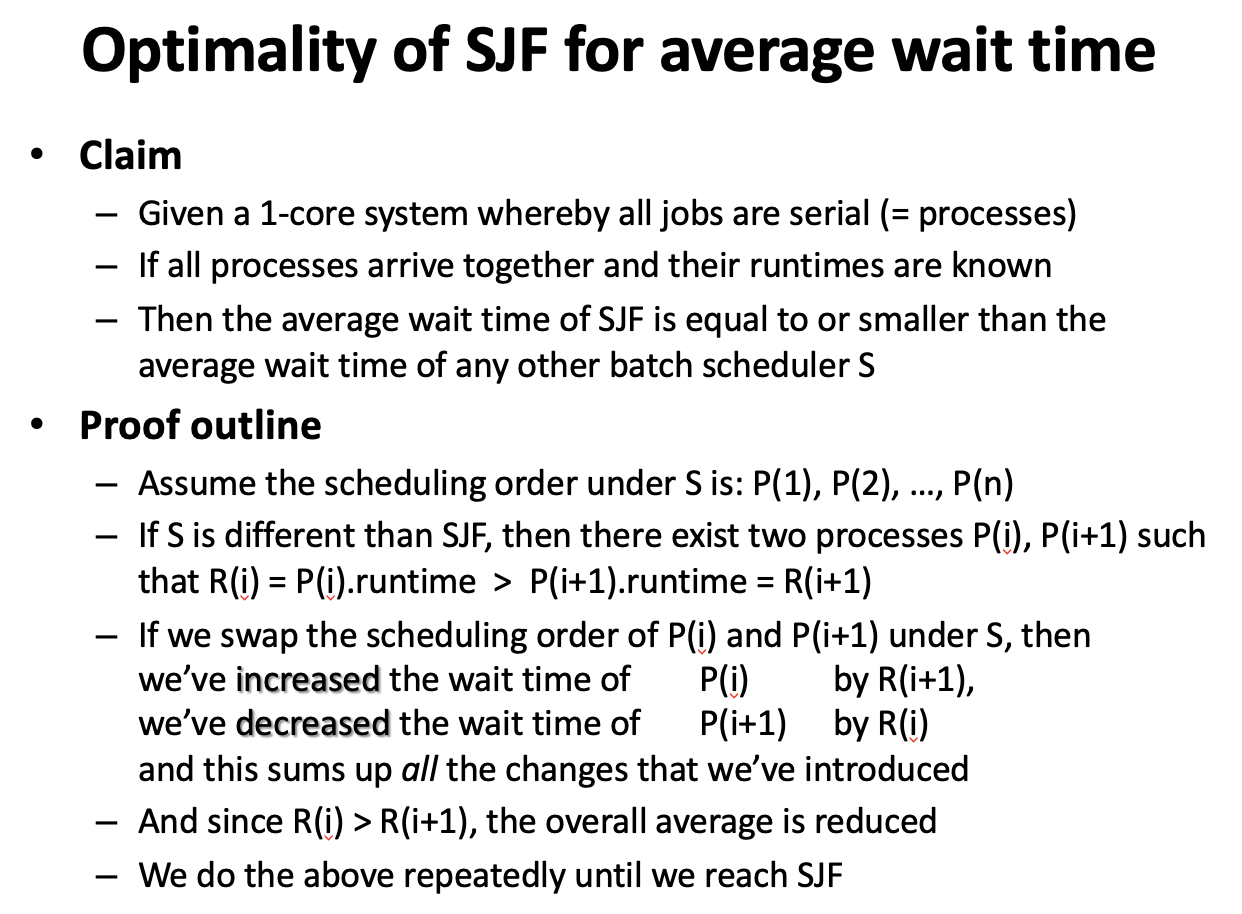 Optimality of SJF for average wait time
• Claim
– Given a 1-core system whereby all jobs are serial (= processes)
– If all processes arrive together and their runtimes are known
– Then the average wait time of SJF is equal to or smaller than the
average wait time of any other batch scheduler S
• Proof outline
– Assume the scheduling order under S is: P(1), P(2), …, P(n)
– If S is different than SJF, then there exist two processes P(i), P(i+1) such
that R(i) = P(i).runtime > P(i+1).runtime = R(i+1)
– If we swap the scheduling order of P(i) and P(i+1) under S, then
we’ve increased the wait time of P(i) by R(i+1),
we’ve decreased the wait time of P(i+1) by R(i)
and this sums up all the changes that we’ve introduced
– And since R(i) > R(i+1), the overall average is reduced
– We do the above repeatedly until we reach SJF